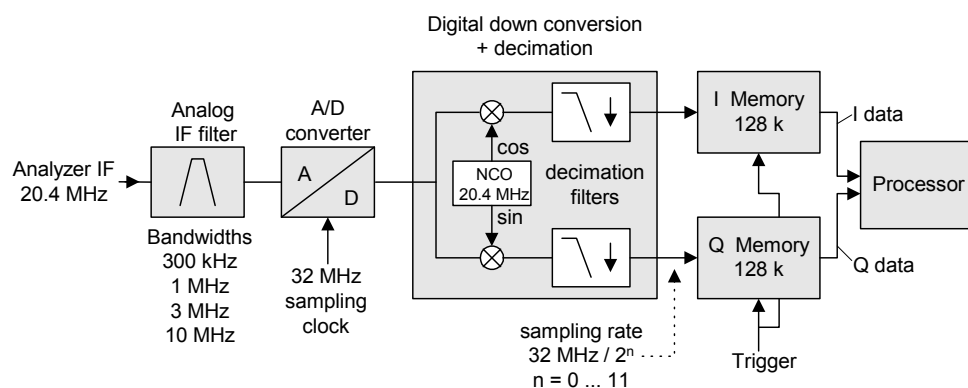 Digital down conversion
+ decimation
Analog
IF filter
A/D
converter
Analyzer IF
20.4 MHz
A
D
cos
NCO
20.4 MHz
sin
decimation
filters
I Memory
128 k
I data
Processor
Q Memory
128 k
Q data
Bandwidths
300 kHz
1 MHz
3 MHz
10 MHz
32 MHz
sampling
clock
sampling rate
32 MHz / 2ⁿ
n = 0 ... 11
Trigger